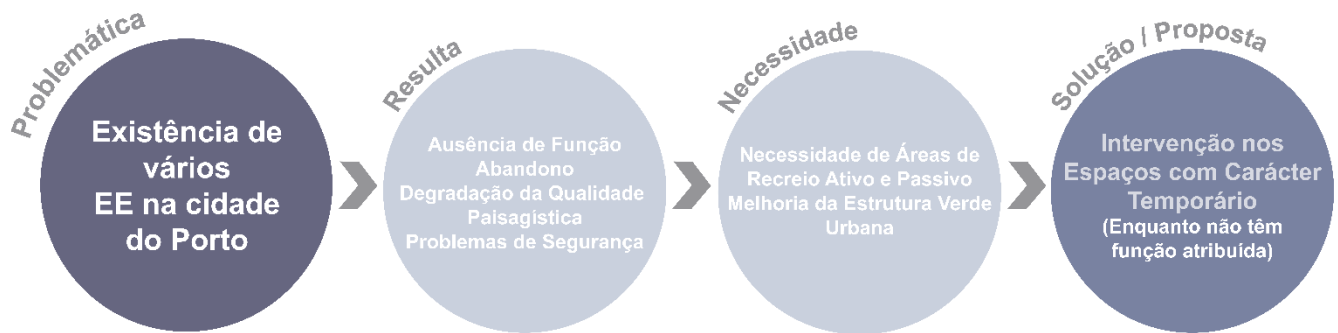 Problemática
Existência de
vários
EE na cidade
do Porto
Resulta
Ausência de Função
Abandono
Degradação da Qualidade
Paisagística
Problemas de Segurança
Necessidade
Necessidade de Áreas de
Recreio Ativo e Passivo
Melhoria da Estrutura Verde
Urbana
Solução / Proposta
Intervenção nos
Espaços com Carácter
Temporário
(Enquanto não têm
função atribuída)